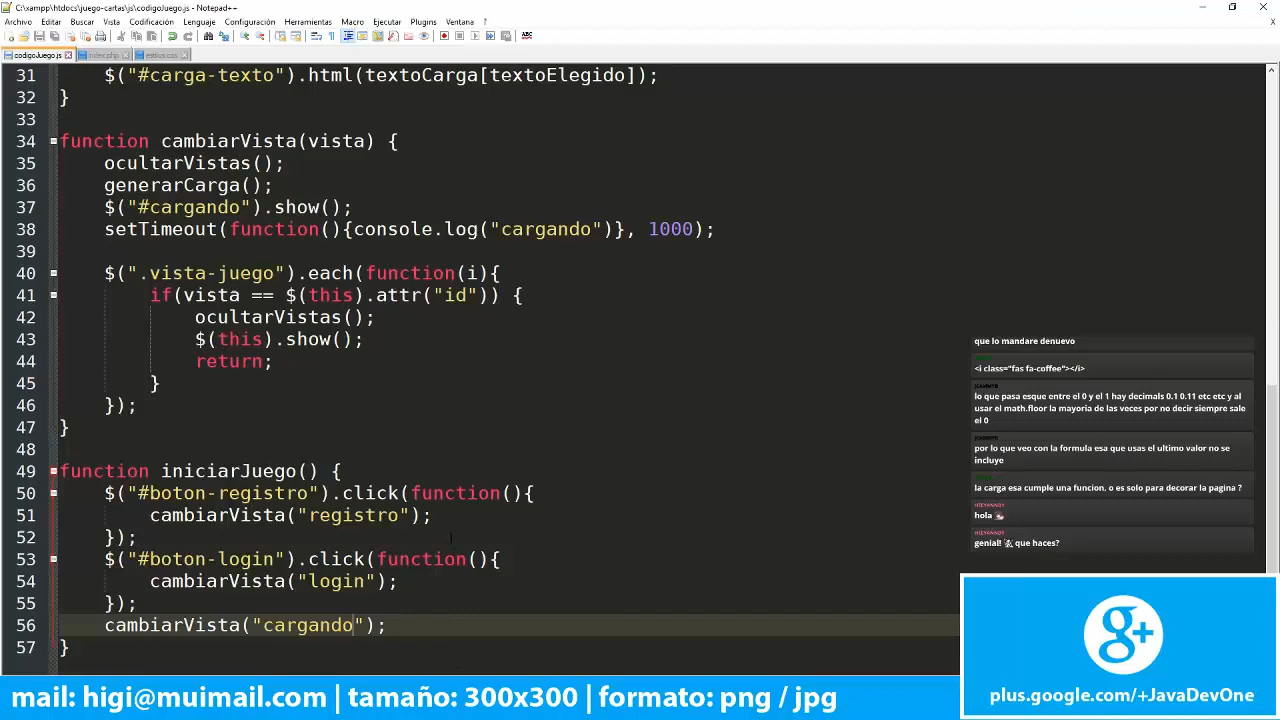 C:\xampp\htdocs\juego-cartas\js\codigoJuego.js - Notepad++
Archivo Editar Buscar Vista Codificación Lenguaje Configuración Herramientas Macro Ejecutar Plugins Ventana ?
codigoJuego.js index.php estilos.css
31 $("#carga-texto").html(textoCarga[textoElegido]);
32 }
33
34 function cambiarVista(vista) {
35 ocultarVistas();
36 generarCarga();
37 $("#cargando").show();
38 setTimeout(function(){console.log("cargando")}, 1000);
39
40 $(".vista-juego").each(function(i){
41 if(vista == $(this).attr("id")) {
42 ocultarVistas();
43 $(this).show();
44 return;
45 }
46 });
47 }
48
49 function iniciarJuego() {
50 $("#boton-registro").click(function(){
51 cambiarVista("registro");
52 });
53 $("#boton-login").click(function(){
54 cambiarVista("login");
55 });
56 cambiarVista("cargando");
57 }
que lo mandare denuevo
<i class="fas fa-coffee"></i>
lo que pasa esque entre el 0 y el 1 hay decimals 0.1 0.11 etc etc y al
usar el math.floor la mayoria de las veces por no decir siempre sale
el 0
por lo que veo con la formula esa que usas el ultimo valor no se
incluye
la carga esa cumple una funcion, o es solo para decorar la pagina ?
hola
genial! que haces?
g+
plus.google.com/+JavaDevOne
mail: higi@muimail.com | tamaño: 300x300 | formato: png / jpg